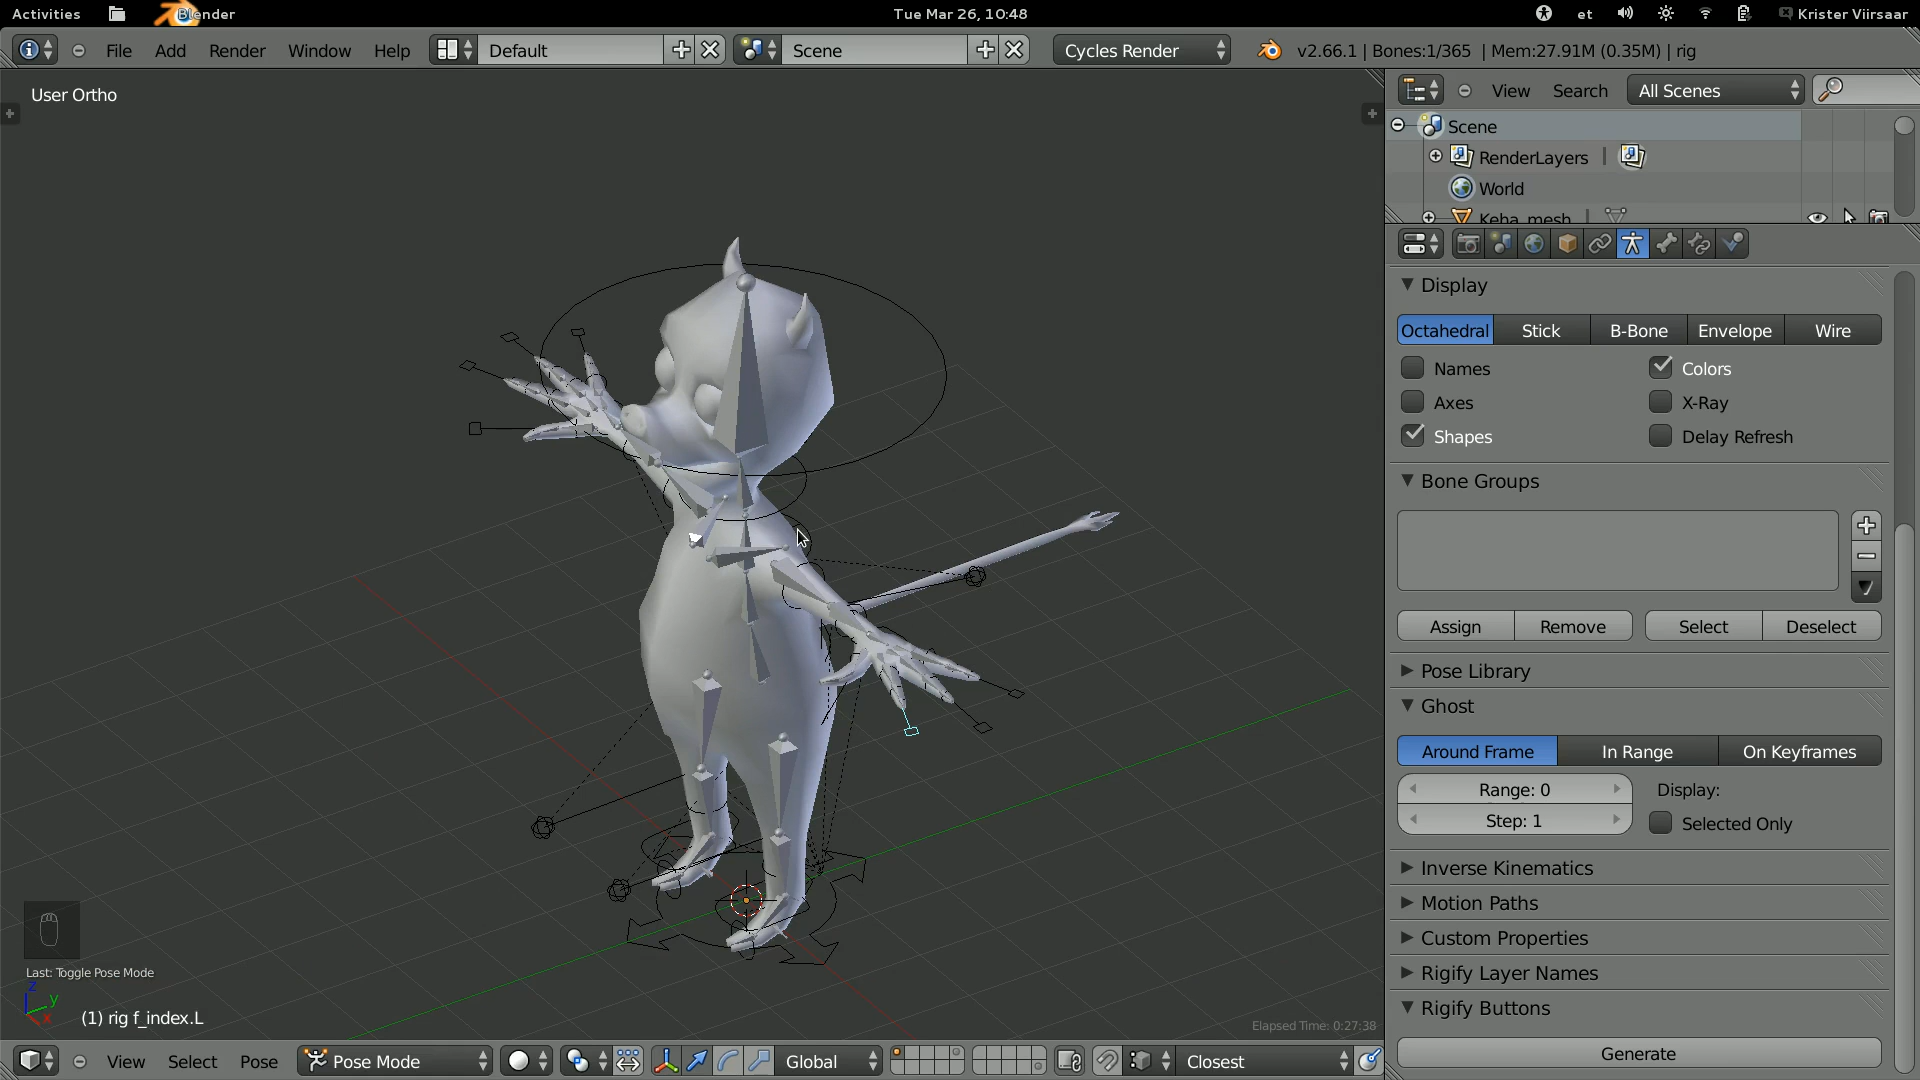 Activities Blender Tue Mar 26, 10:48 et Krister Viirsaar
File Add Render Window Help Default Scene Cycles Render v2.66.1 | Bones:1/365 | Mem:27.91M (0.35M) | rig
User Ortho
View Search All Scenes
Scene
RenderLayers
World
Keha_mesh
Display
Octahedral Stick B-Bone Envelope Wire
Names Colors
Axes X-Ray
Shapes Delay Refresh
Bone Groups
Assign Remove Select Deselect
Pose Library
Ghost
Around Frame In Range On Keyframes
Range: 0 Display:
Step: 1 Selected Only
Inverse Kinematics
Motion Paths
Custom Properties
Rigify Layer Names
Rigify Buttons
Generate
Last: Toggle Pose Mode
z y x
(1) rig f_index.L
Elapsed Time: 0:27:38
View Select Pose Pose Mode Global Closest